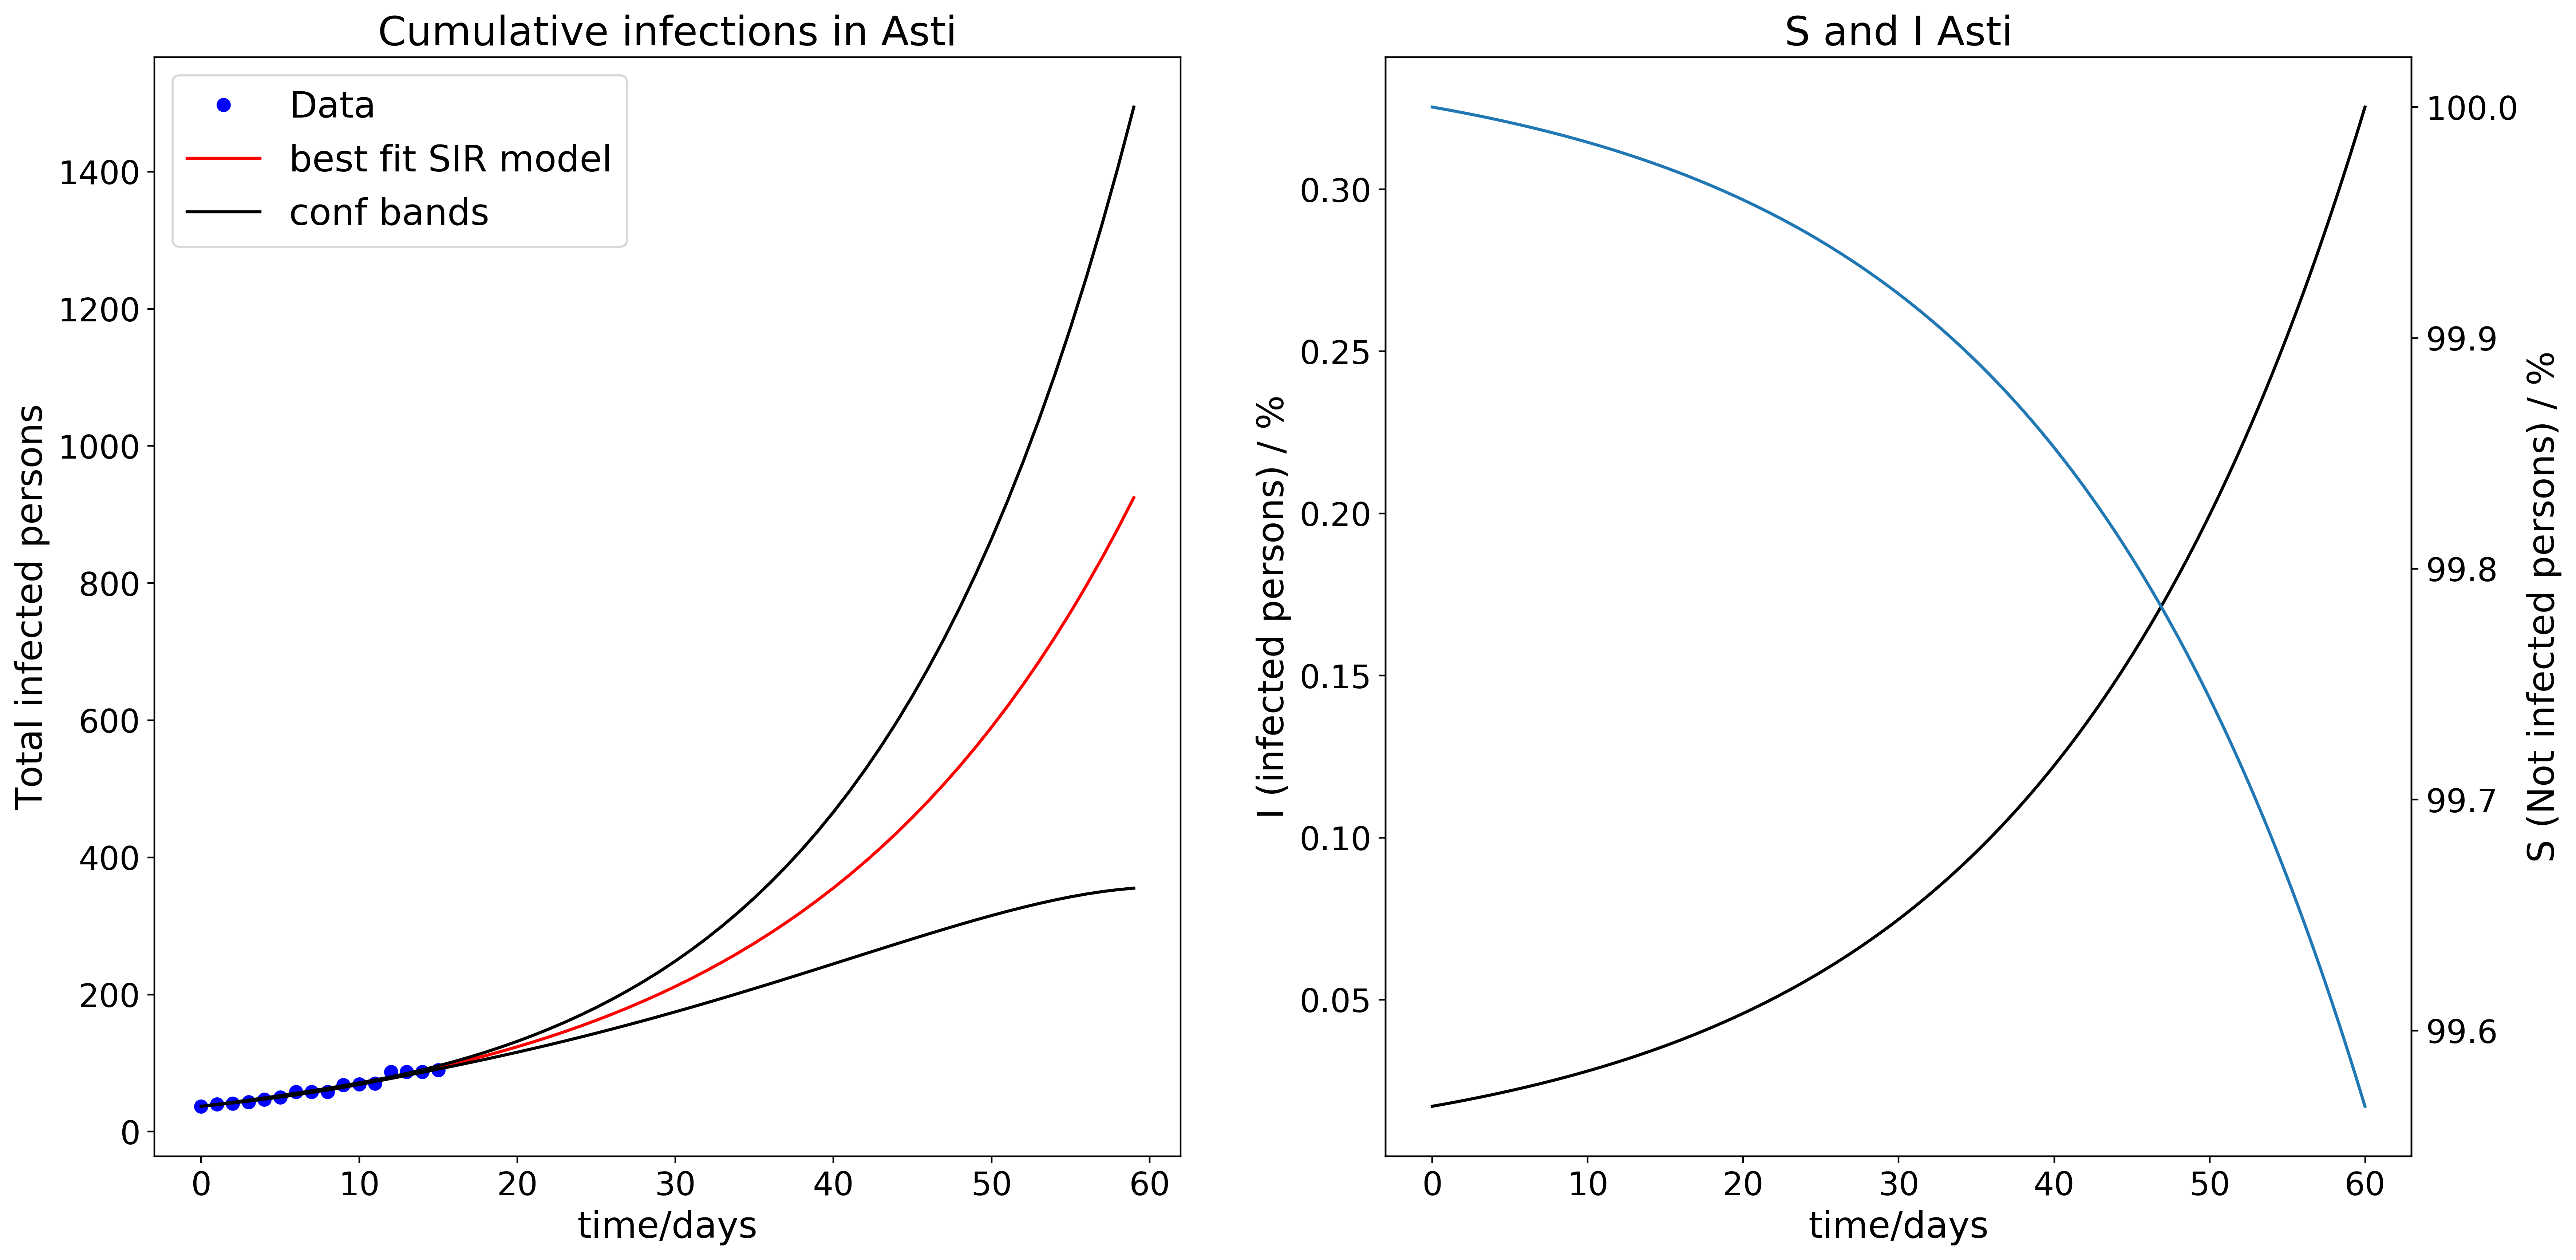 Cumulative infections in Asti
Data
best fit SIR model
conf bands
Total infected persons
1400
1200
1000
800
600
400
200
0
0 10 20 30 40 50 60
time/days
S and I Asti
I (infected persons) / %
0.30
0.25
0.20
0.15
0.10
0.05
100.0
99.9
99.8
99.7
99.6
S (Not infected persons) / %
0 10 20 30 40 50 60
time/days